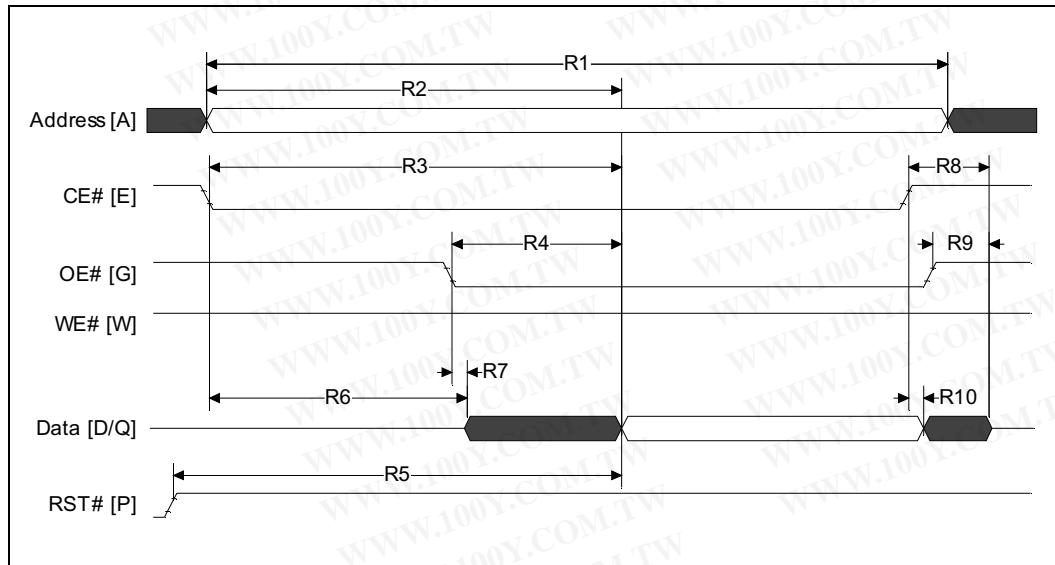 R1
R2
Address [A]
R3
R8
CE# [E]
R4
R9
OE# [G]
WE# [W]
R7
R6
R10
Data [D/Q]
R5
RST# [P]
WWW.100Y.COM.TW